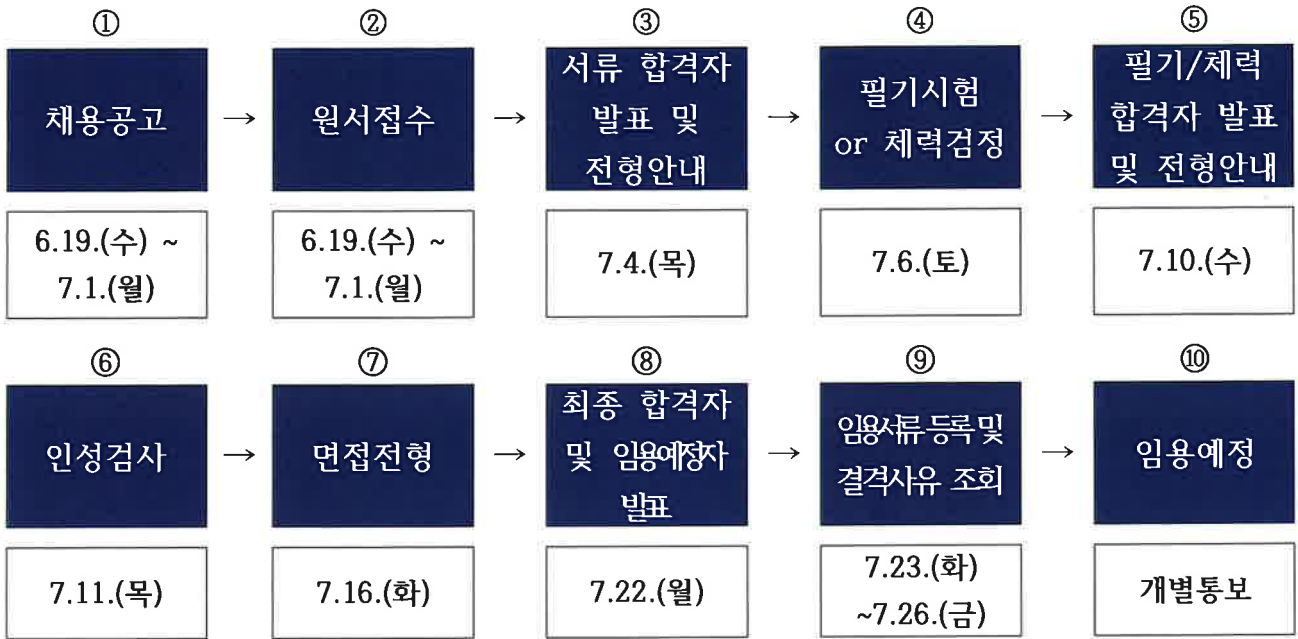 ① ② ③ ④ ⑤
채용공고 → 원서접수 → 서류 합격자
발표 및
전형안내 → 필기시험
or 체력검정 → 필기/체력
합격자 발표
및 전형안내
6.19.(수) ~
7.1.(월)
6.19.(수) ~
7.1.(월)
7.4.(목)
7.6.(토)
7.10.(수)
⑥ ⑦ ⑧ ⑨ ⑩
인성검사 → 면접전형 → 최종 합격자
및 임용예정자
발표 → 임용서류 등록 및
결격사유 조회 → 임용예정
7.11.(목)
7.16.(화)
7.22.(월)
7.23.(화)
~7.26.(금)
개별통보